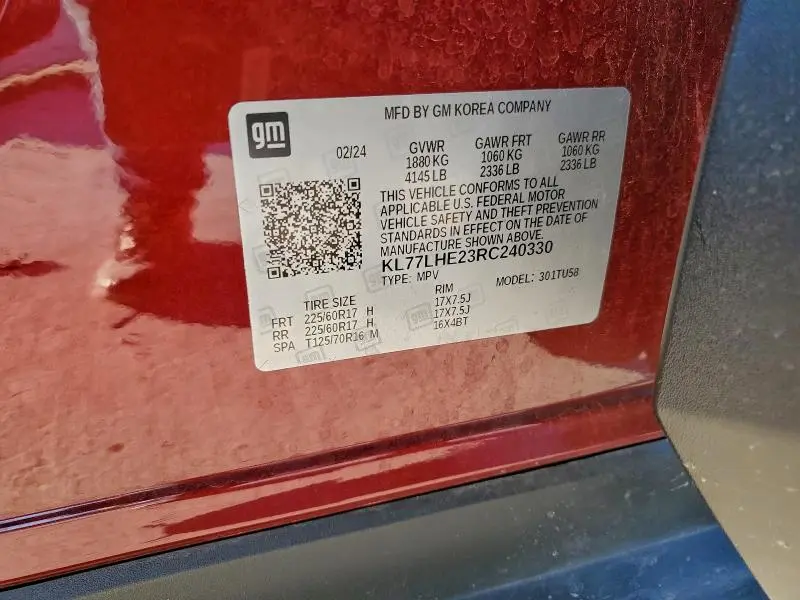 gm
MFD BY GM KOREA COMPANY
02/24
GVWR GAWR FRT GAWR RR
1880 KG 1060 KG 1060 KG
4145 LB 2336 LB 2336 LB
THIS VEHICLE CONFORMS TO ALL
APPLICABLE U.S. FEDERAL MOTOR
VEHICLE SAFETY AND THEFT PREVENTION
STANDARDS IN EFFECT ON THE DATE OF
MANUFACTURE SHOWN ABOVE.
KL77LHE23RC240330
TYPE: MPV MODEL: 301TU58
TIRE SIZE RIM
FRT 225/60R17 H 17X7.5J
RR 225/60R17 H 17X7.5J
SPA T125/70R16 M 16X4BT